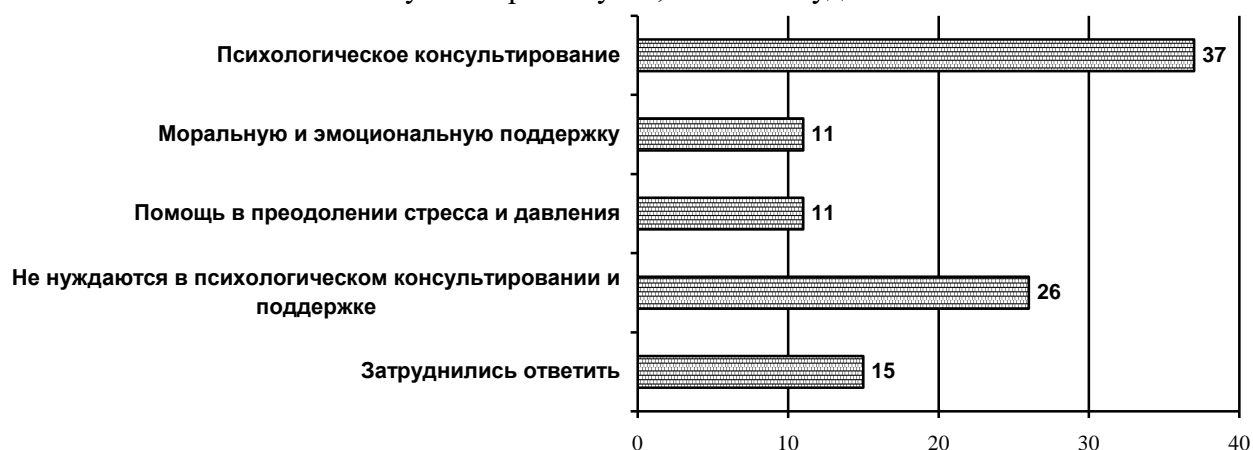 Психологическое консультирование
37
Моральную и эмоциональную поддержку
11
Помощь в преодолении стресса и давления
11
Не нуждаются в психологическом консультировании и
поддержке
26
Затруднились ответить
15
0 10 20 30 40